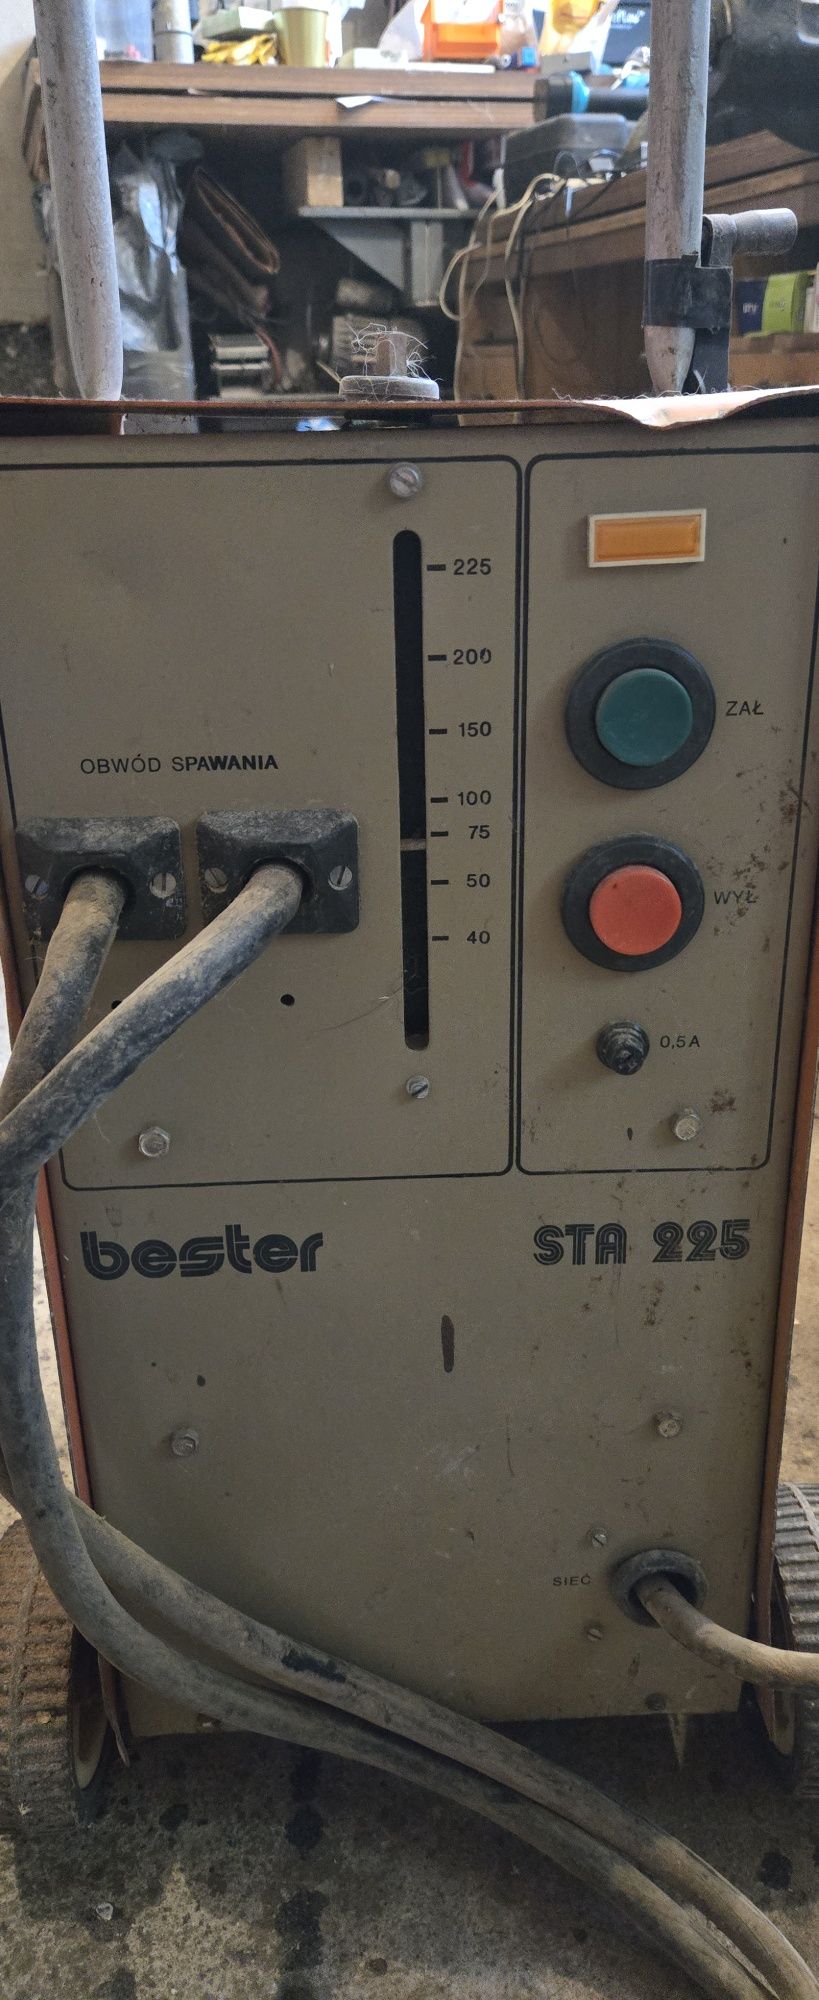 225
200
ZAŁ
150
OBWÓD SPAWANIA
100
75
50
WYŁ
40
0,5A
bester
STA 225
SIEĆ